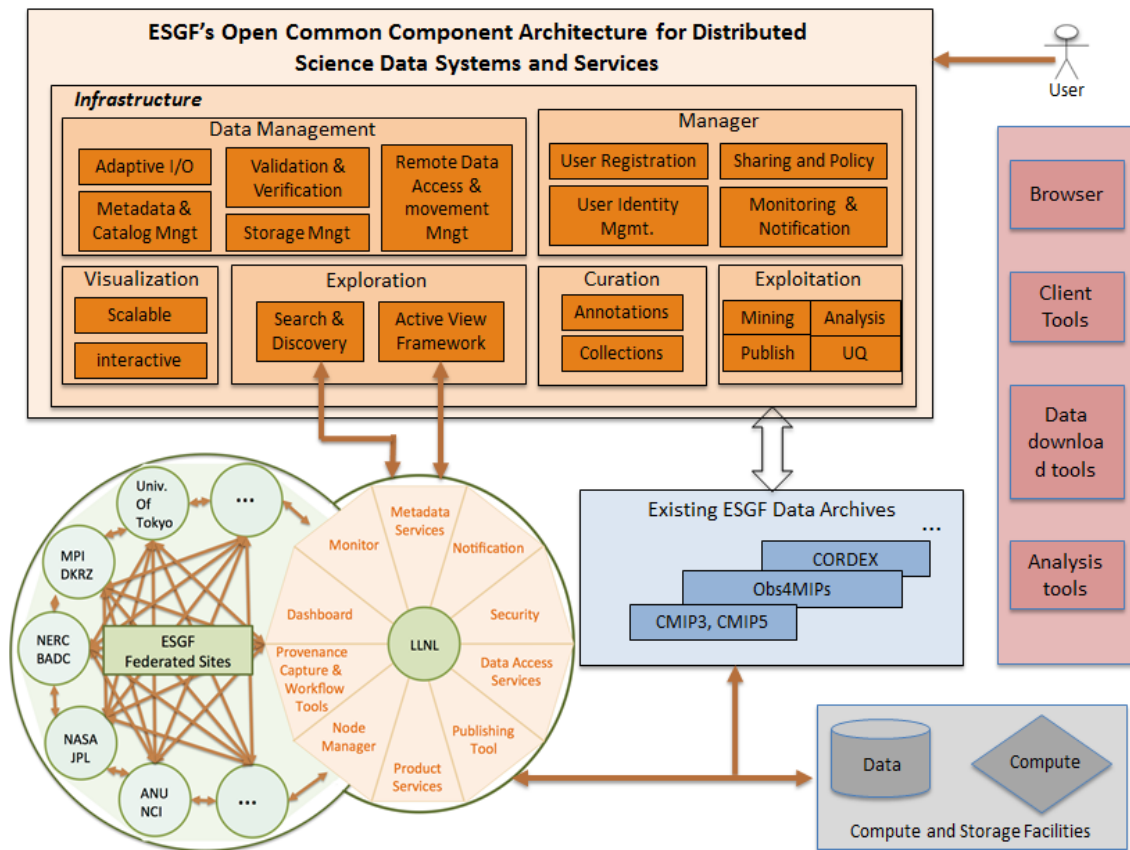 ESGF's Open Common Component Architecture for Distributed
Science Data Systems and Services
User
Infrastructure
Data Management
Adaptive I/O
Metadata &
Catalog Mngt
Validation &
Verification
Storage Mngt
Remote Data
Access &
movement
Mngt
Manager
User Registration
Sharing and Policy
User Identity
Mgmt.
Monitoring &
Notification
Visualization
Scalable
interactive
Exploration
Search &
Discovery
Active View
Framework
Curation
Annotations
Collections
Exploitation
Mining
Analysis
Publish
UQ
Browser
Client
Tools
Data
downloa
d tools
Analysis
tools
Univ.
Of
Tokyo
...
MPI
DKRZ
NERC
BADC
NASA
JPL
ANU
NCI
...
ESGF
Federated Sites
LLNL
Metadata
Services
Notification
Security
Data Access
Services
Publishing
Tool
Product
Services
Node
Manager
Provenance
Capture &
Workflow
Tools
Dashboard
Monitor
Existing ESGF Data Archives
...
CORDEX
Obs4MIPs
CMIP3, CMIP5
Data
Compute
Compute and Storage Facilities